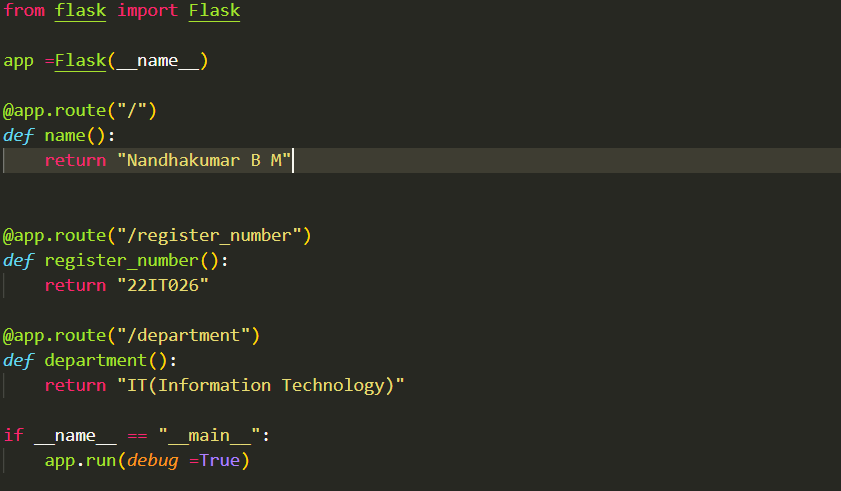 from flask import Flask
app =Flask(__name__)
@app.route("/")
def name():
    return "Nandhakumar B M"
@app.route("/register_number")
def register_number():
    return "22IT026"
@app.route("/department")
def department():
    return "IT(Information Technology)"
if __name__ == "__main__":
    app.run(debug =True)